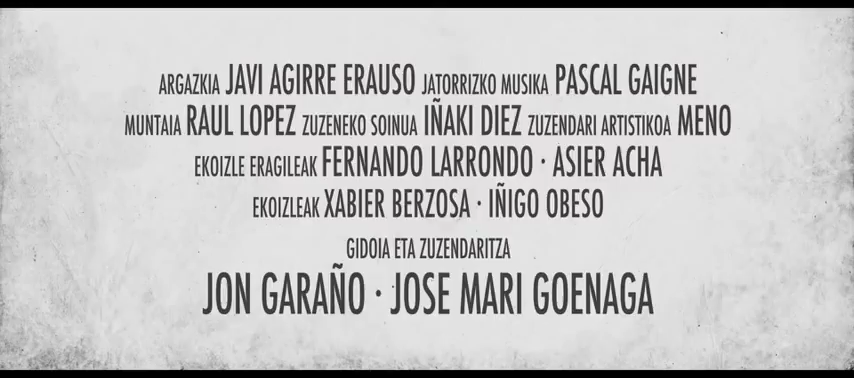 ARGAZKIA JAVI AGIRRE ERAUSO JATORRIZKO MUSIKA PASCAL GAIGNE
MUNTAIA RAUL LOPEZ ZUZENEKO SOINUA IÑAKI DIEZ ZUZENDARI ARTISTIKOA MENO
EKOIZLE ERAGILEAK FERNANDO LARRONDO · ASIER ACHA
EKOIZLEAK XABIER BERZOSA · IÑIGO OBESO
GIDOIA ETA ZUZENDARITZA
JON GARAÑO · JOSE MARI GOENAGA